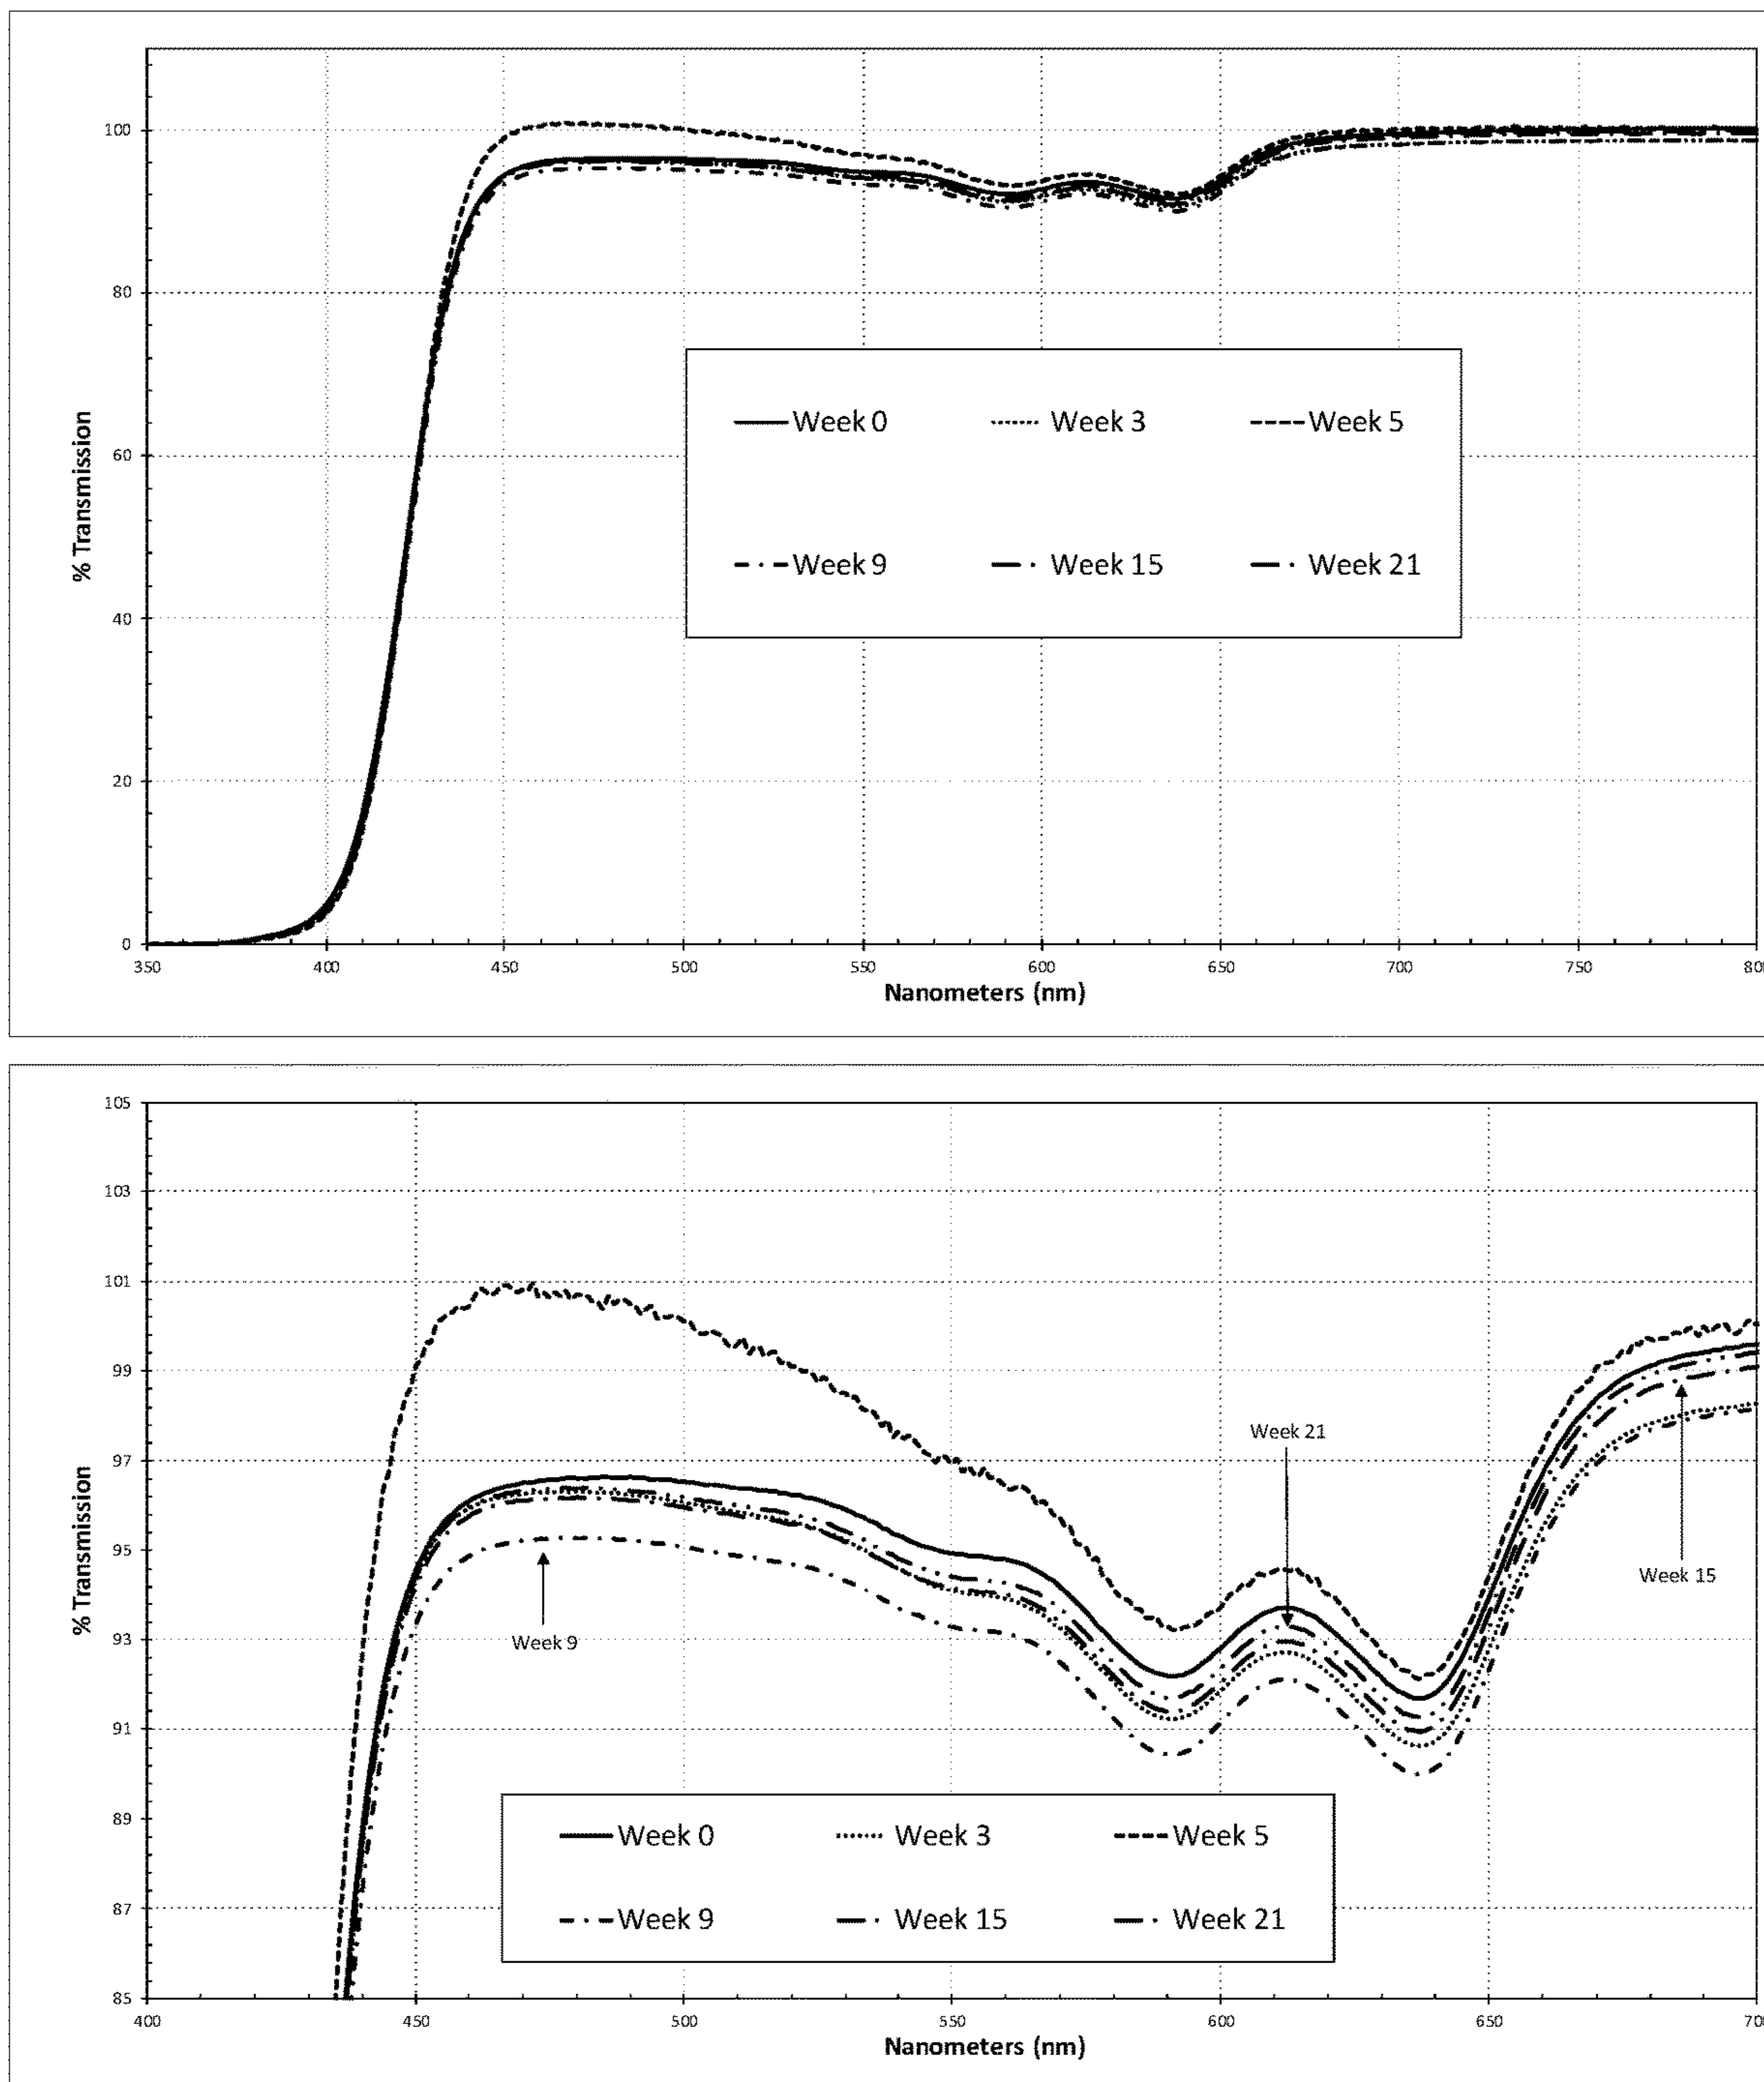 100
80
60
40
20
0
% Transmission
Week 0 Week 3 Week 5
Week 9 Week 15 Week 21
350 400 450 500 550 600 650 700 750 80
Nanometers (nm)
105
103
101
99
97
95
93
91
89
87
85
% Transmission
Week 21
Week 15
Week 9
Week 0 Week 3 Week 5
Week 9 Week 15 Week 21
400 450 500 550 600 650 70
Nanometers (nm)